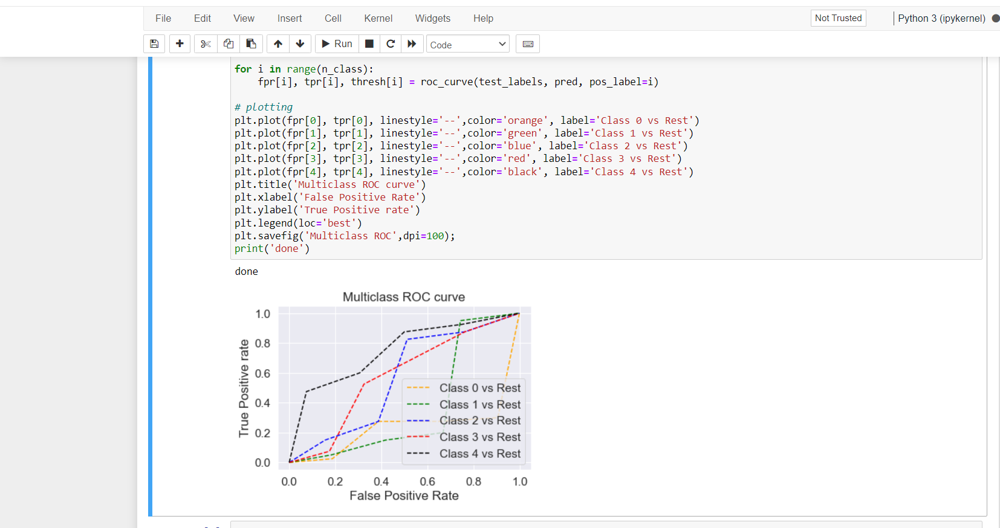 File Edit View Insert Cell Kernel Widgets Help Not Trusted Python 3 (ipykernel)
Run Code
for i in range(n_class):
    fpr[i], tpr[i], thresh[i] = roc_curve(test_labels, pred, pos_label=i)
# plotting
plt.plot(fpr[0], tpr[0], linestyle='--',color='orange', label='Class 0 vs Rest')
plt.plot(fpr[1], tpr[1], linestyle='--',color='green', label='Class 1 vs Rest')
plt.plot(fpr[2], tpr[2], linestyle='--',color='blue', label='Class 2 vs Rest')
plt.plot(fpr[3], tpr[3], linestyle='--',color='red', label='Class 3 vs Rest')
plt.plot(fpr[4], tpr[4], linestyle='--',color='black', label='Class 4 vs Rest')
plt.title('Multiclass ROC curve')
plt.xlabel('False Positive Rate')
plt.ylabel('True Positive rate')
plt.legend(loc='best')
plt.savefig('Multiclass ROC',dpi=100);
print('done')
done
Multiclass ROC curve
True Positive rate
1.0
0.8
0.6
0.4
0.2
0.0
Class 0 vs Rest
Class 1 vs Rest
Class 2 vs Rest
Class 3 vs Rest
Class 4 vs Rest
0.0 0.2 0.4 0.6 0.8 1.0
False Positive Rate